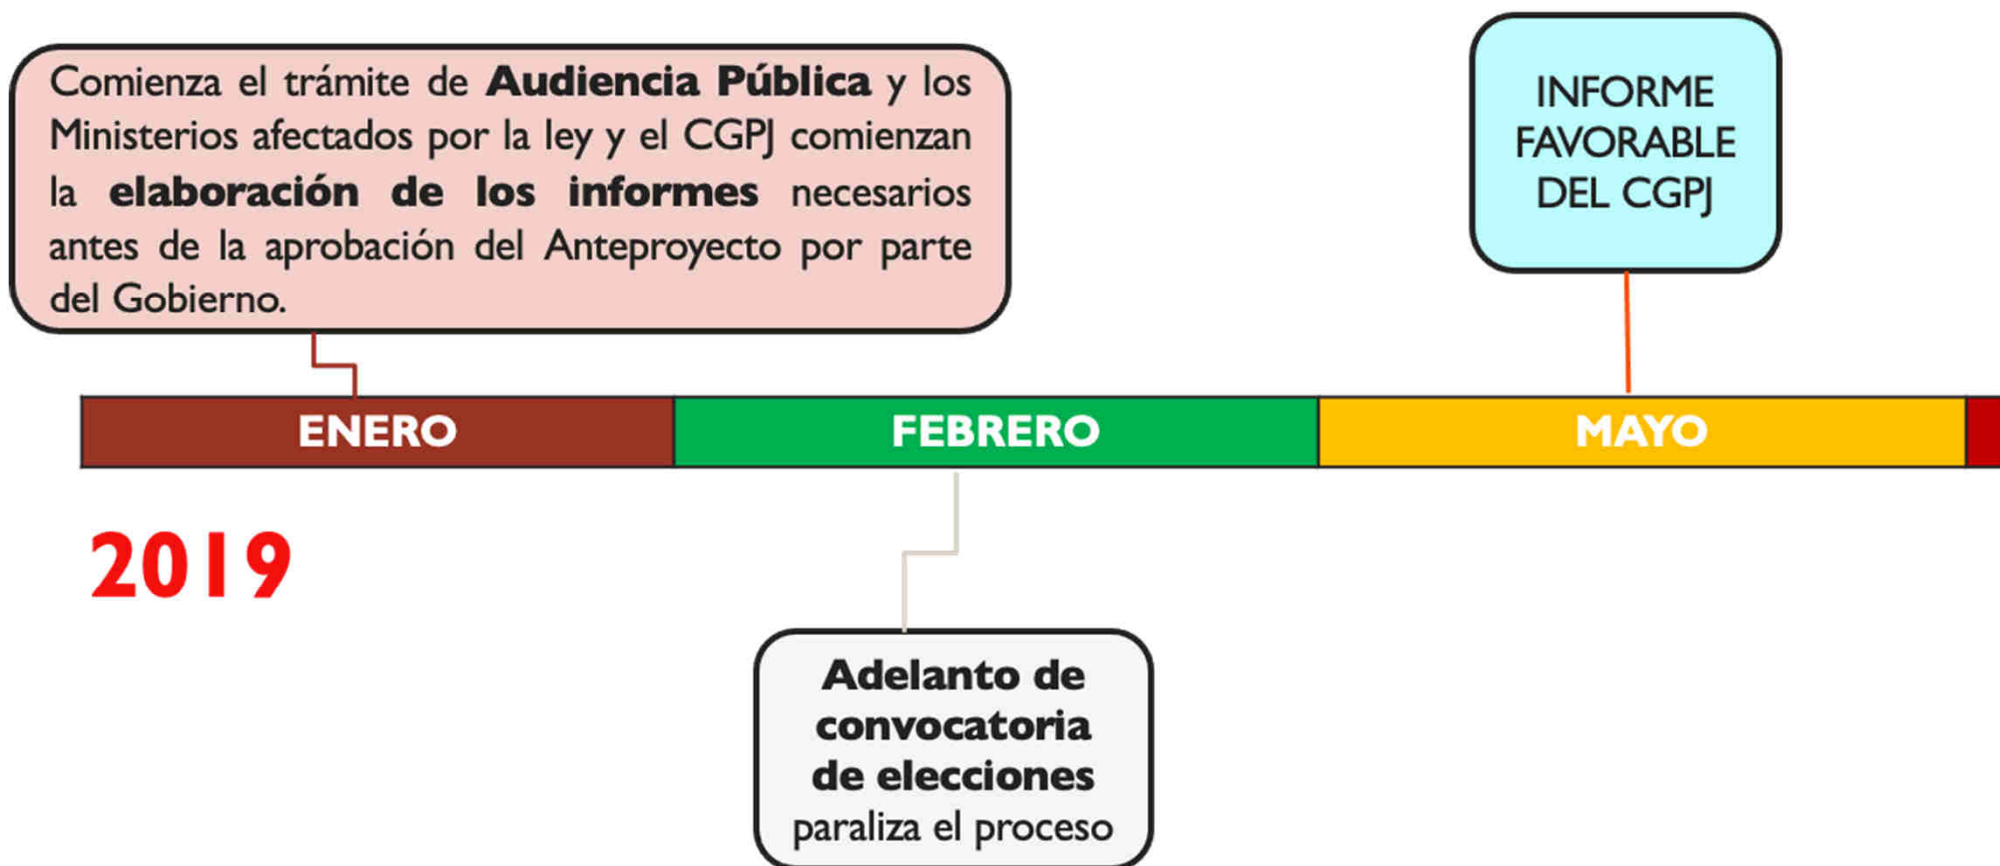 Comienza el trámite de Audiencia Pública y los
Ministerios afectados por la ley y el CGPJ comienzan
la elaboración de los informes necesarios
antes de la aprobación del Anteproyecto por parte
del Gobierno.
INFORME
FAVORABLE
DEL CGPJ
ENERO
FEBRERO
MAYO
2019
Adelanto de
convocatoria
de elecciones
paraliza el proceso